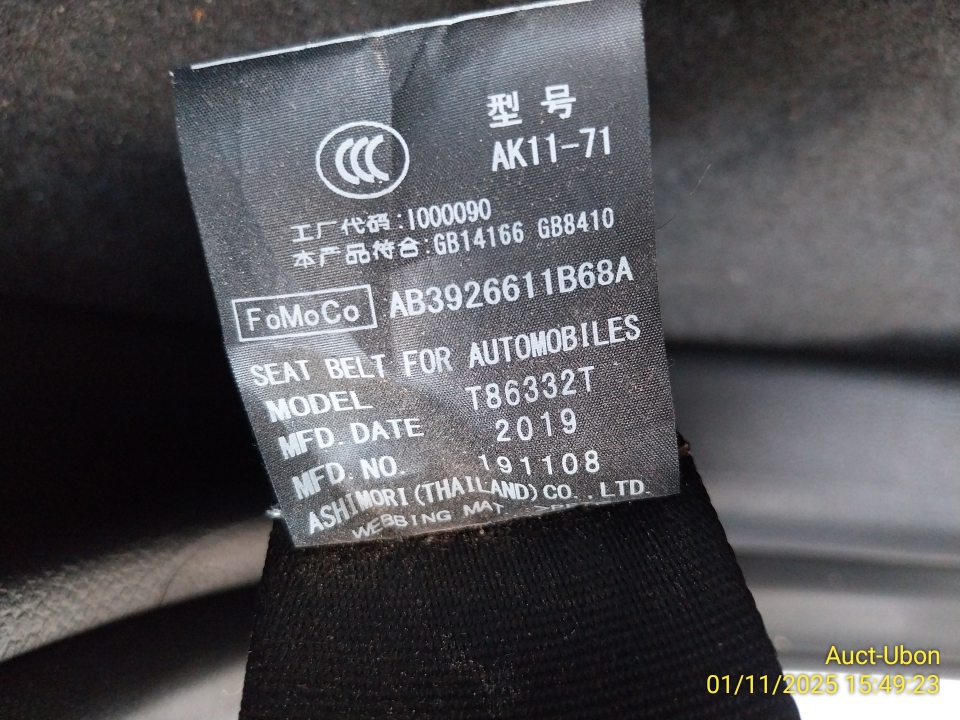 型号
AK11-71
工厂代码:I000090
本产品符合:GB14166 GB8410
FoMoCo AB3926611B68A
SEAT BELT FOR AUTOMOBILES
MODEL T86332T
MFD.DATE 2019
MFD.NO. 191108
ASHIMORI(THAILAND)CO.,LTD.
WEBBING MAT
Auct-Ubon
01/11/2025 15:49:23